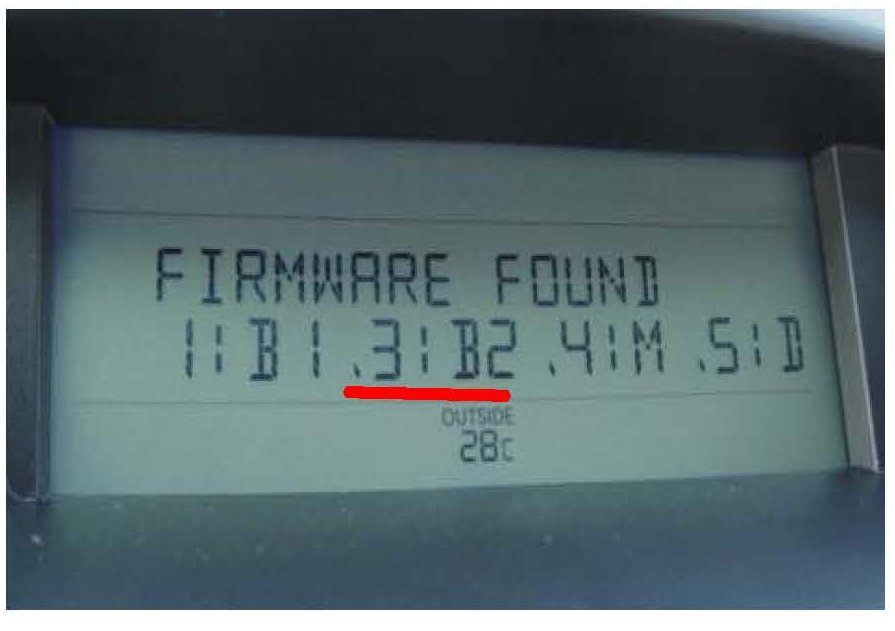 FIRMWARE FOUND
1:B1,3:B2,4:M,5:D
OUTSIDE
28C